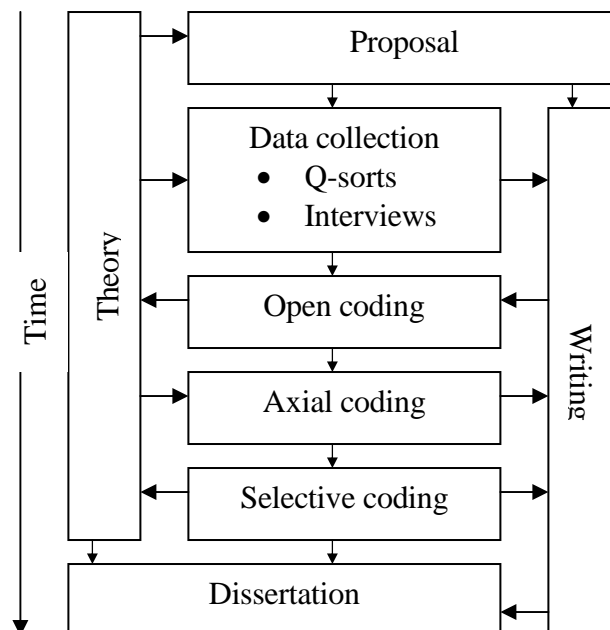 Proposal
Data collection
• Q-sorts
• Interviews
Open coding
Axial coding
Selective coding
Dissertation
Time
Theory
Writing